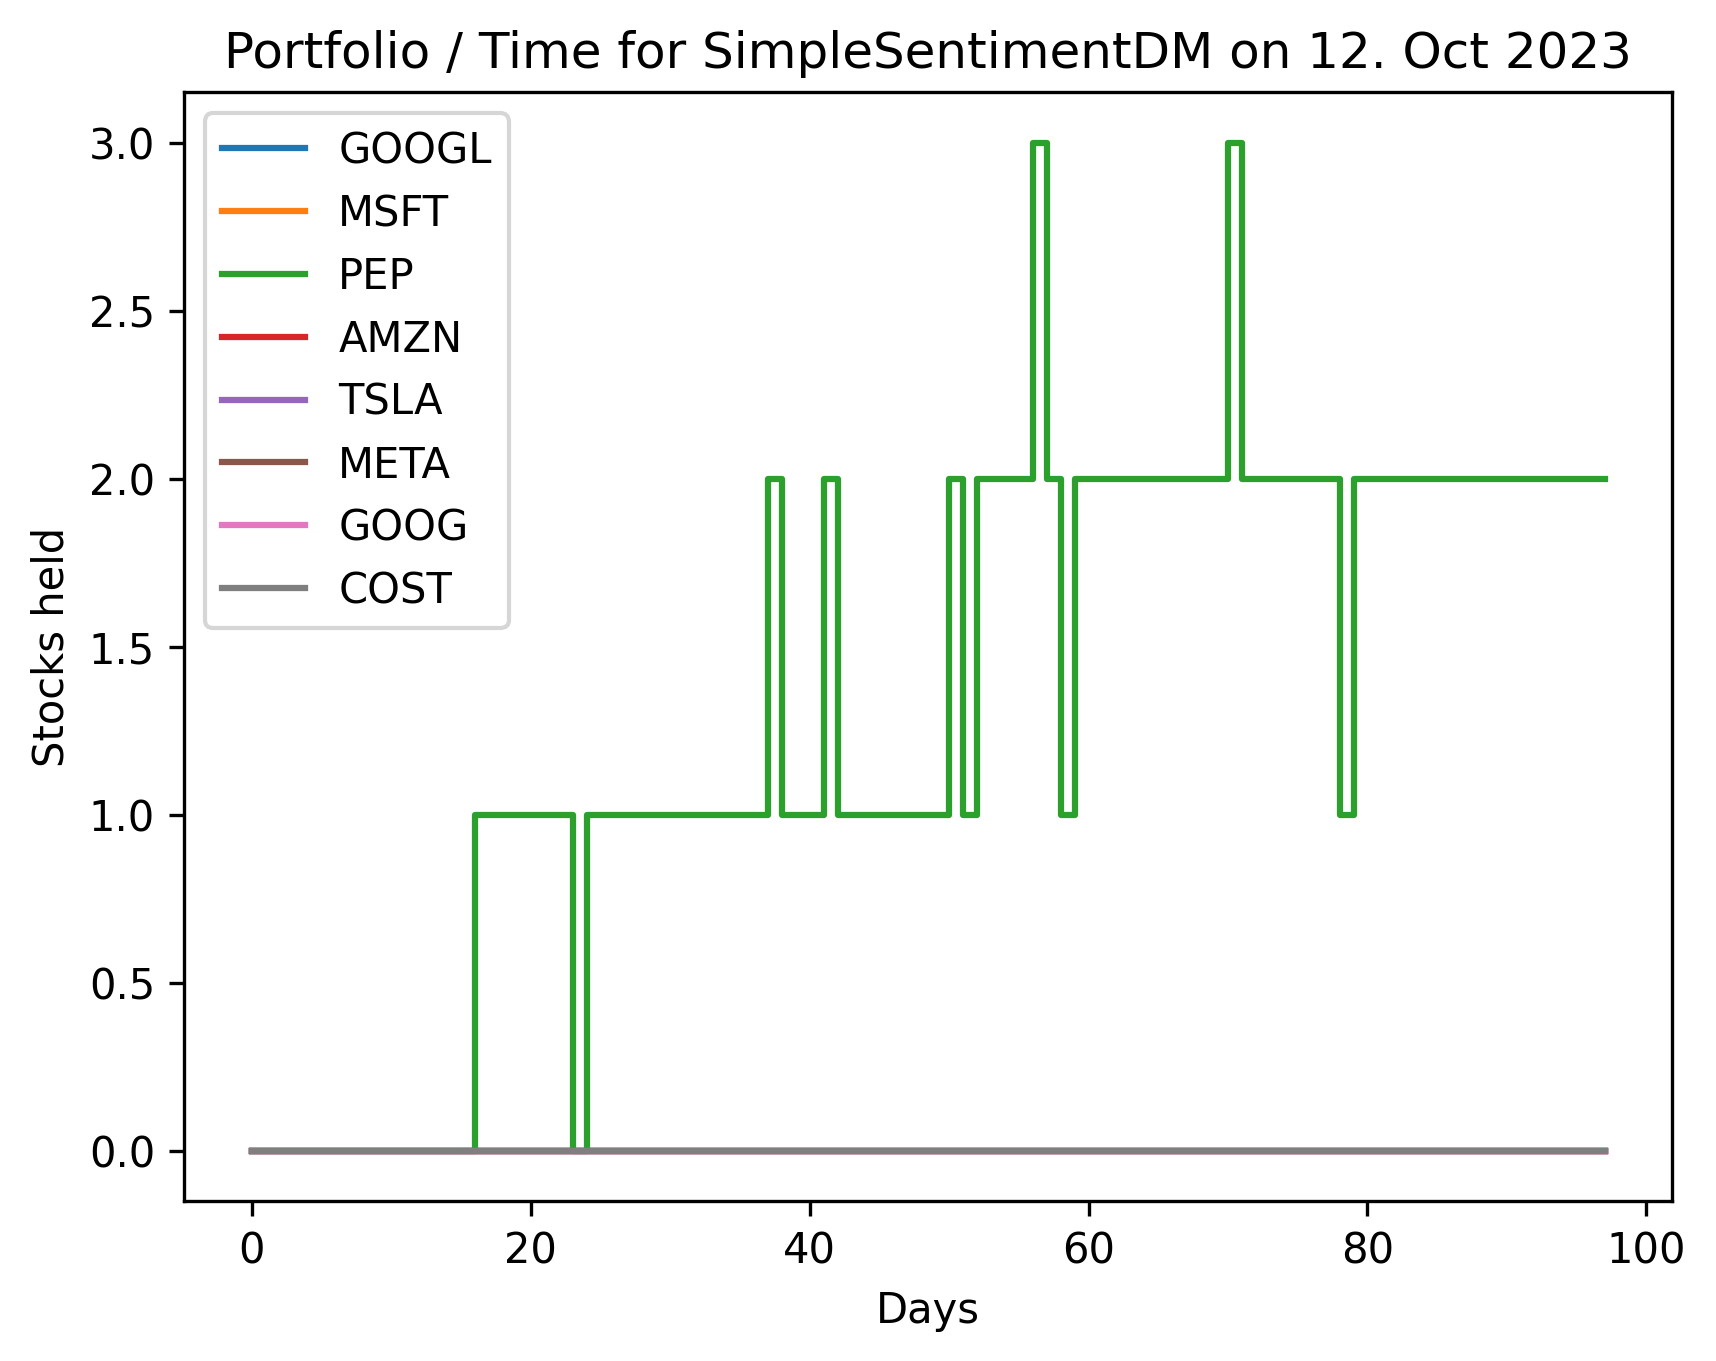 Portfolio / Time for SimpleSentimentDM on 12. Oct 2023
GOOGL
MSFT
PEP
AMZN
TSLA
META
GOOG
COST
3.0
2.5
2.0
1.5
1.0
0.5
0.0
Stocks held
0 20 40 60 80 100
Days